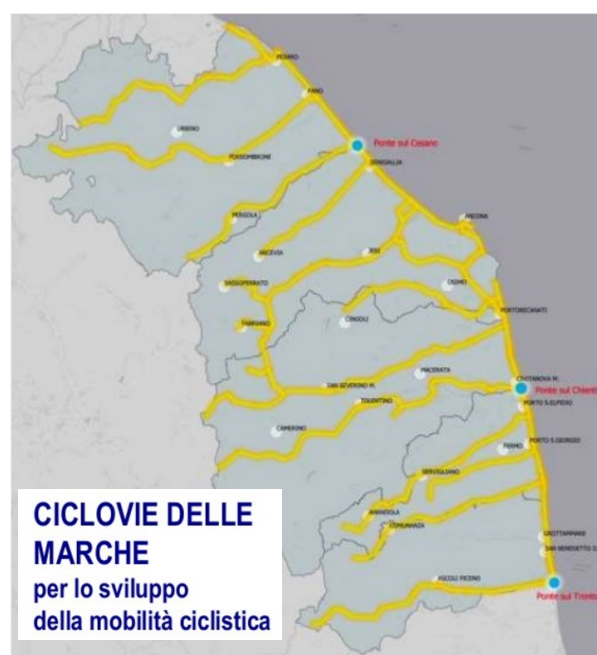 PESARO
FANO
Ponte sul Cesano
URBINO
SENIGALLIA
FOSSOMBRONE
PERGOLA
ANCONA
ARCEVIA
JESI
SASSOFERRATO
OSIMO
PORTORECANATI
CINGOLI
FABRIANO
MACERATA
CIVITANOVA M.
SAN SEVERINO M.
Ponte sul Chienti
TOLENTINO
PORTO S.ELPIDIO
CAMERINO
PORTO S.GIORGIO
FERMO
SERVIGLIANO
AMANDOLA
COMUNANZA
GROTTAMMARE
SAN BENEDETTO D
ASCOLI PICENO
Ponte sul Tronto
CICLOVIE DELLE
MARCHE
per lo sviluppo
della mobilità ciclistica